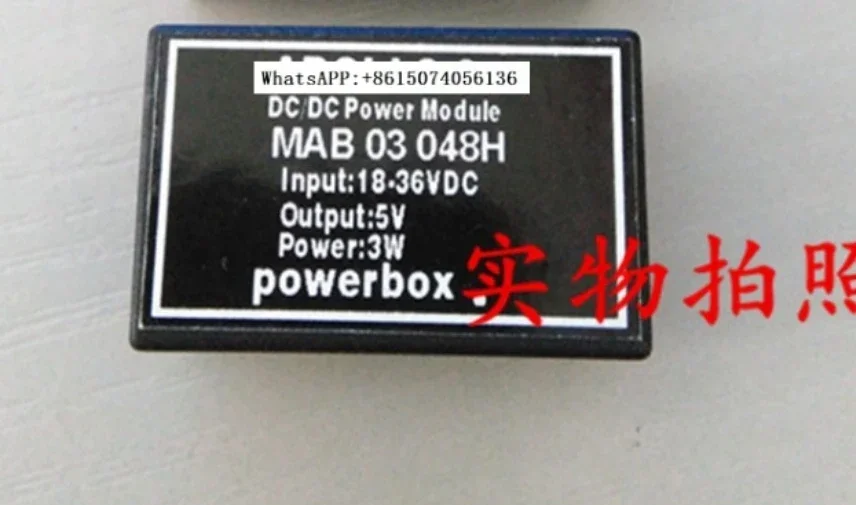 WhatsAPP:+8615074056136
DC/DC Power Module
MAB 03 048H
Input:18-36VDC
Output:5V
Power:3W
powerbox
实物拍照